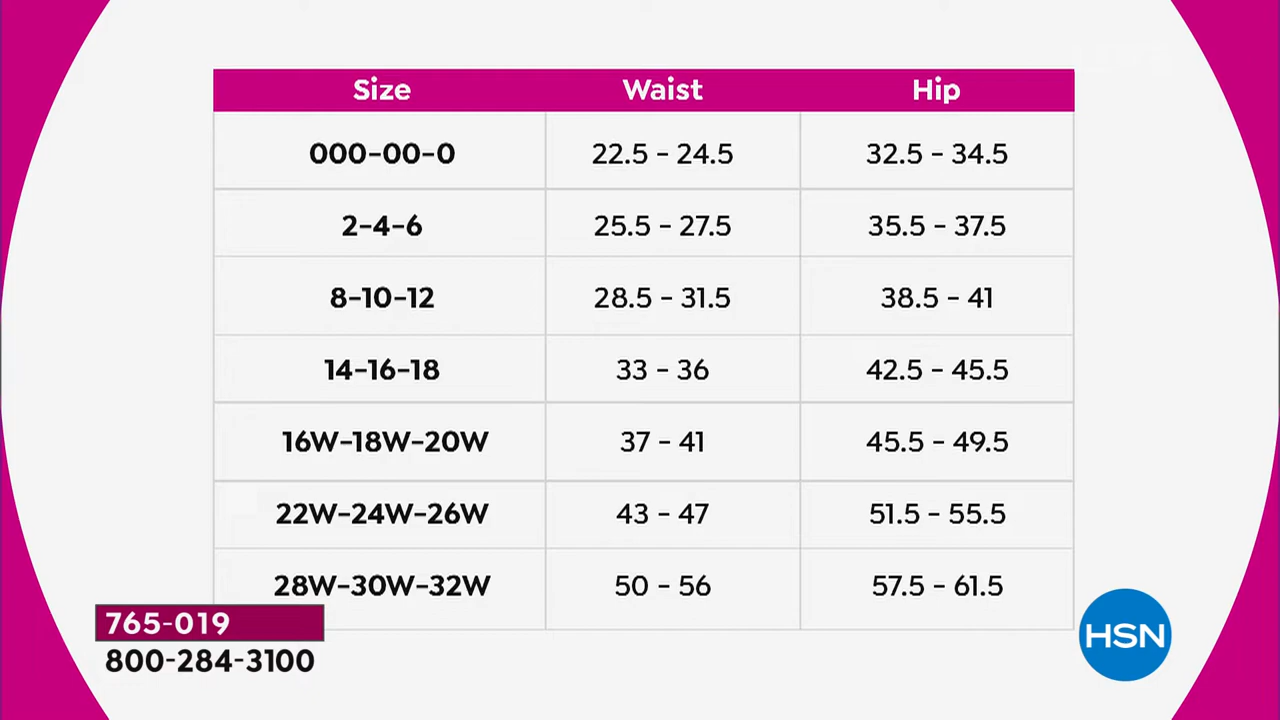 Size Waist Hip
000-00-0 22.5 - 24.5 32.5 - 34.5
2-4-6 25.5 - 27.5 35.5 - 37.5
8-10-12 28.5 - 31.5 38.5 - 41
14-16-18 33 - 36 42.5 - 45.5
16W-18W-20W 37 - 41 45.5 - 49.5
22W-24W-26W 43 - 47 51.5 - 55.5
28W-30W-32W 50 - 56 57.5 - 61.5
765-019
800-284-3100
HSN